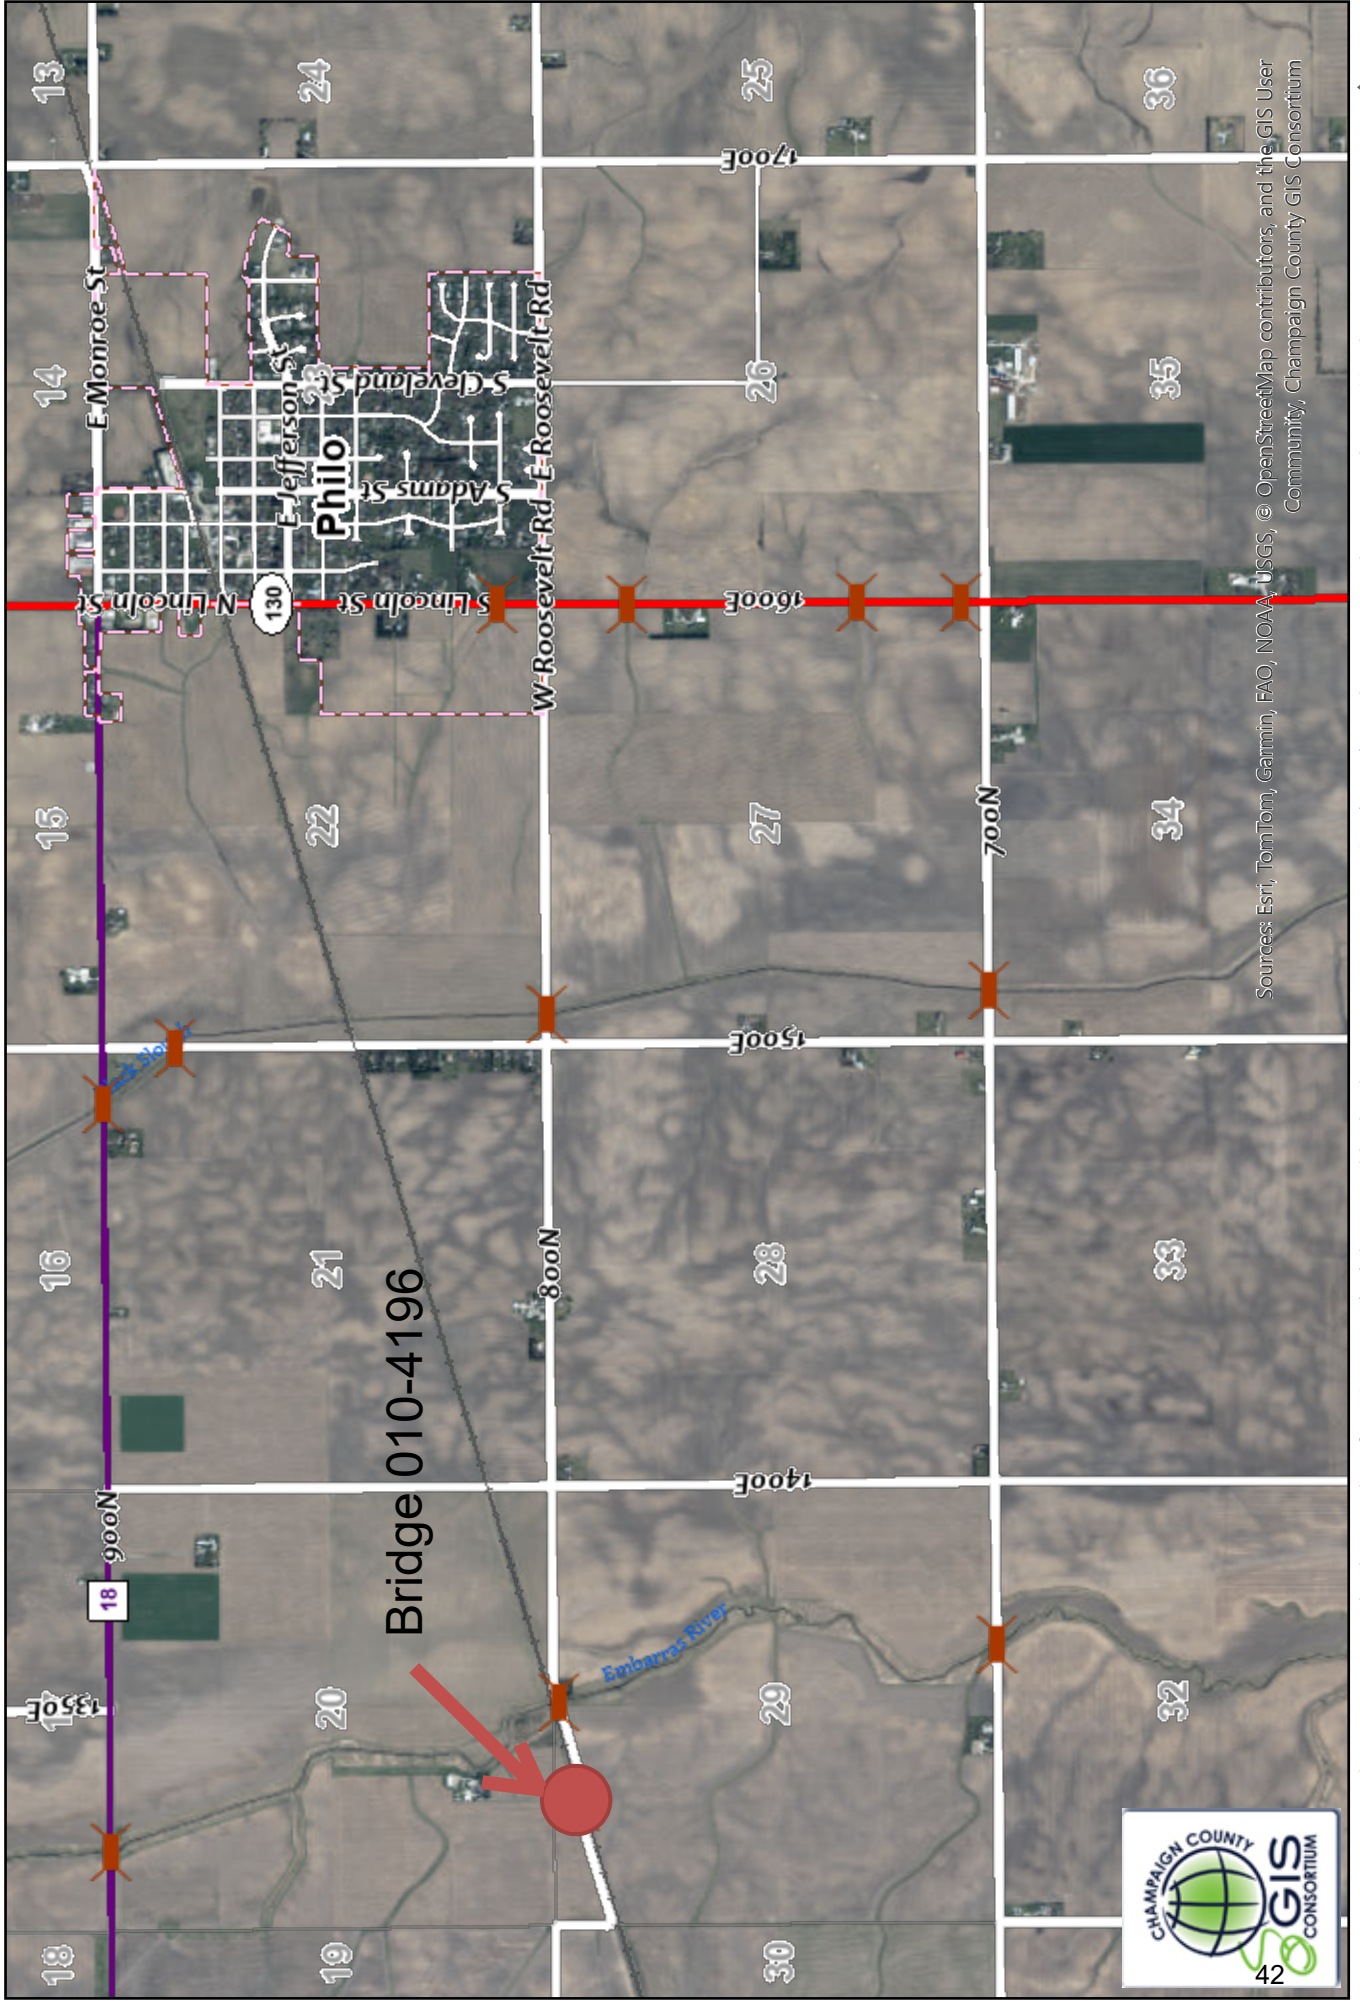 18
17
16
15
14
13
1350E
18
900N
E Monroe St
N Lincoln St
130
19
20
21
22
23
24
E Jefferson St
Philo
S Lincoln St
S Adams St
S Cleveland St
Bridge 010-4196
800N
W Roosevelt Rd
E Roosevelt Rd
Embarras River
30
29
28
27
26
25
1400E
1500E
1600E
1700E
700N
32
33
34
35
36
CHAMPAIGN COUNTY
GIS
CONSORTIUM
Sources: Esri, TomTom, Garmin, FAO, NOAA, USGS, © OpenStreetMap contributors, and the GIS User
Community, Champaign County GIS Consortium
42